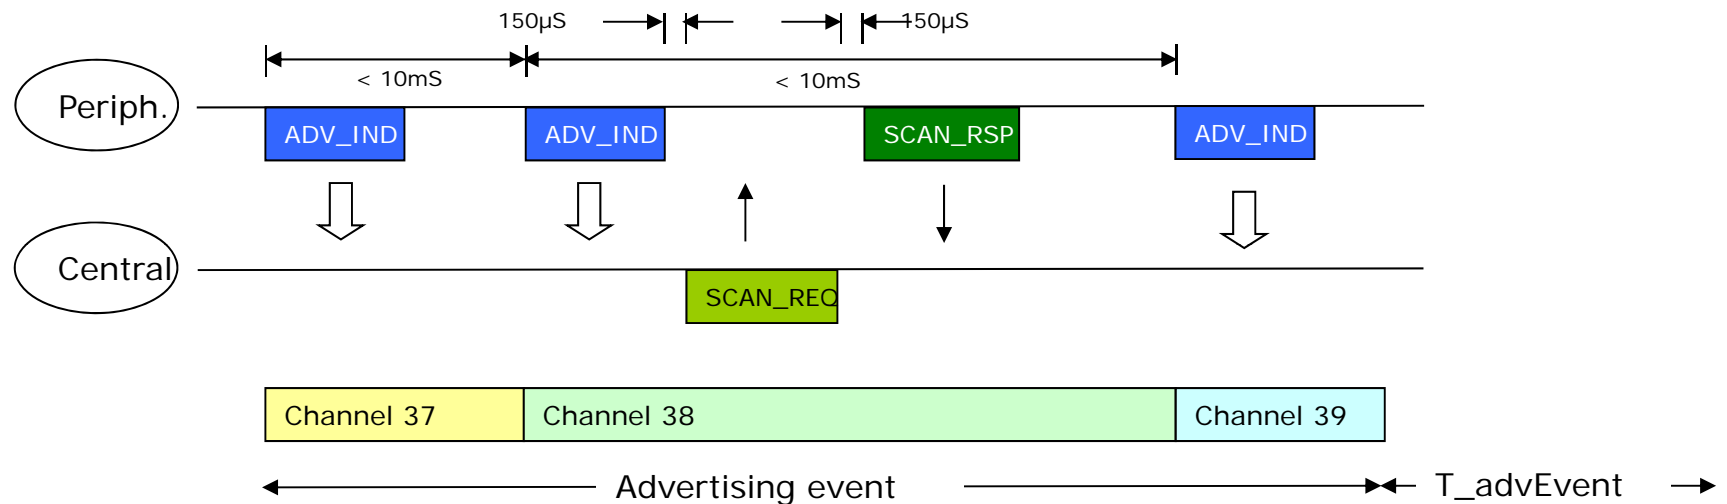 150µS
150µS
< 10mS
< 10mS
Periph.
ADV_IND
ADV_IND
SCAN_RSP
ADV_IND
Central
SCAN_REQ
Channel 37
Channel 38
Channel 39
Advertising event
T_advEvent